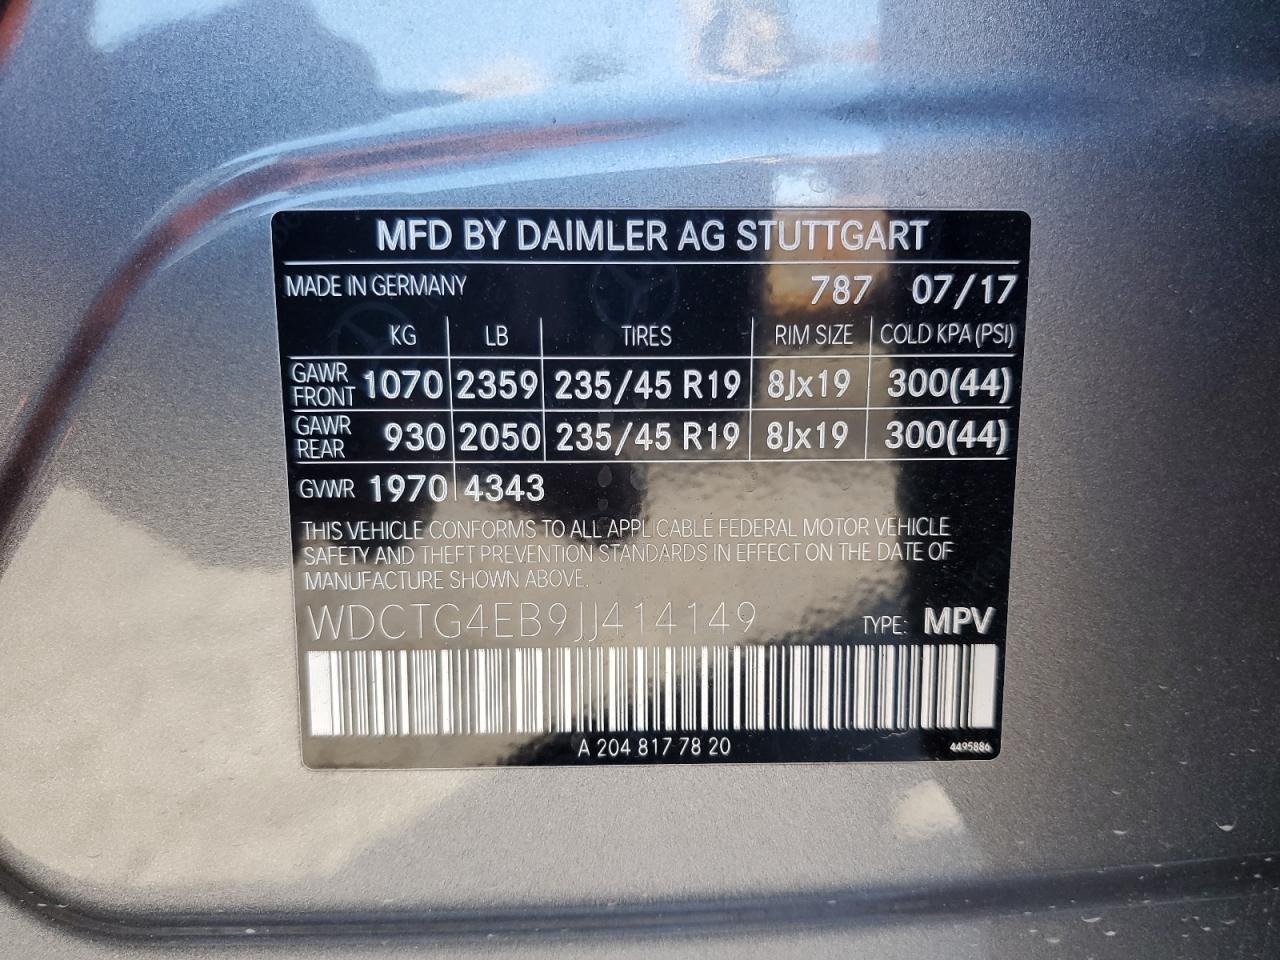 MFD BY DAIMLER AG STUTTGART
MADE IN GERMANY 787 07/17
KG LB TIRES RIM SIZE COLD KPA(PSI)
GAWR FRONT 1070 2359 235/45 R19 8Jx19 300(44)
GAWR REAR 930 2050 235/45 R19 8Jx19 300(44)
GVWR 1970 4343
THIS VEHICLE CONFORMS TO ALL APPLICABLE FEDERAL MOTOR VEHICLE
SAFETY AND THEFT PREVENTION STANDARDS IN EFFECT ON THE DATE OF
MANUFACTURE SHOWN ABOVE.
WDCTG4EB9JJ414149 TYPE: MPV
A 204 817 78 20 4495886